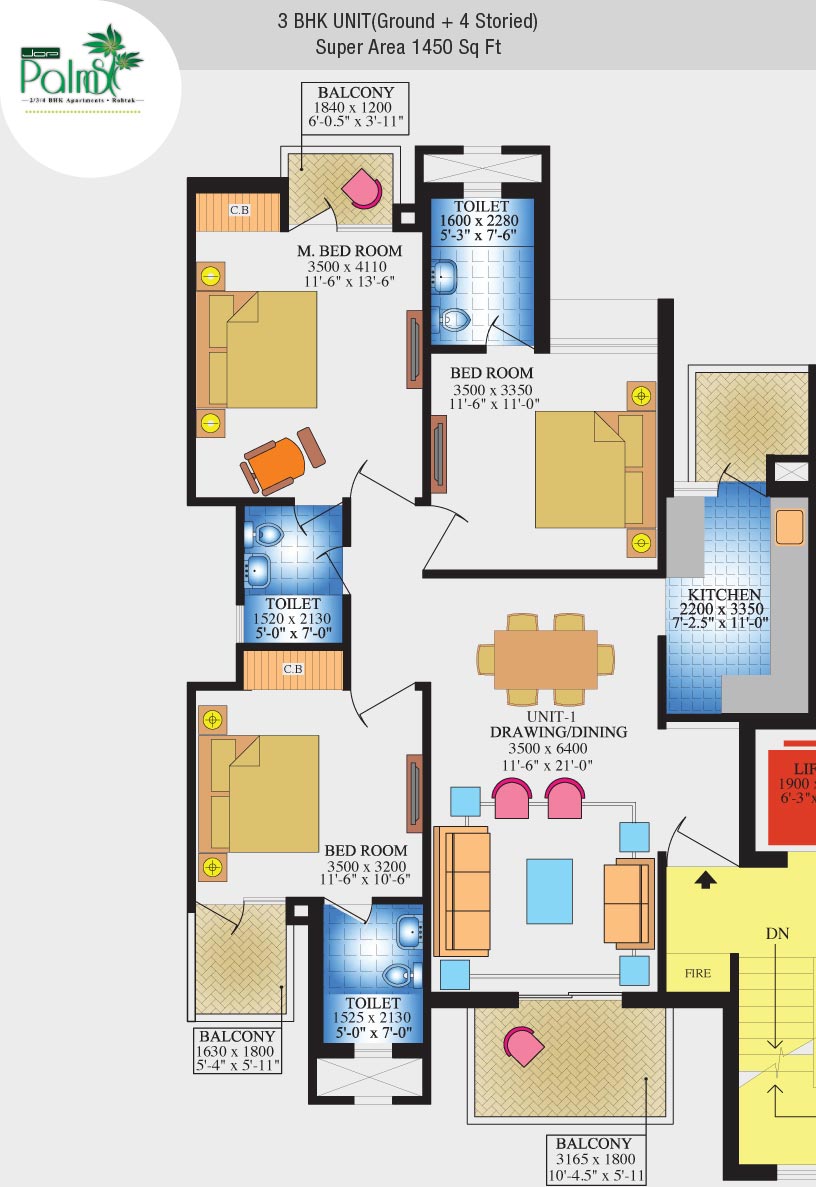 3 BHK UNIT(Ground + 4 Storied)
Super Area 1450 Sq Ft
JOP
Palms
2/3/4 BHK Apartments • Rohtak
BALCONY
1840 x 1200
6'-0.5" x 3'-11"
C.B
M. BED ROOM
3500 x 4110
11'-6" x 13'-6"
TOILET
1600 x 2280
5'-3" x 7'-6"
BED ROOM
3500 x 3350
11'-6" x 11'-0"
TOILET
1520 x 2130
5'-0" x 7'-0"
KITCHEN
2200 x 3350
7'-2.5" x 11'-0"
C.B
UNIT-1
DRAWING/DINING
3500 x 6400
11'-6" x 21'-0"
LIF
1900 x
6'-3"x
BED ROOM
3500 x 3200
11'-6" x 10'-6"
DN
FIRE
TOILET
1525 x 2130
5'-0" x 7'-0"
BALCONY
1630 x 1800
5'-4" x 5'-11"
BALCONY
3165 x 1800
10'-4.5" x 5'-11